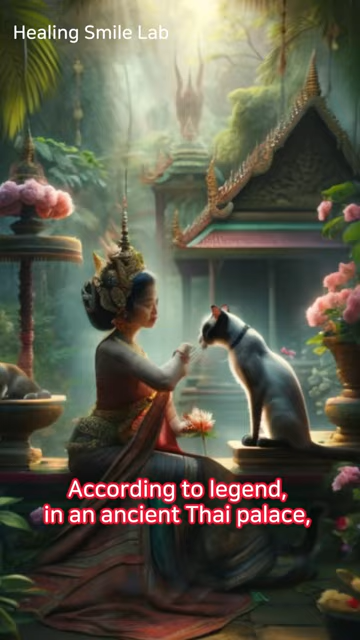 Healing Smile Lab
According to legend,
in an ancient Thai palace,